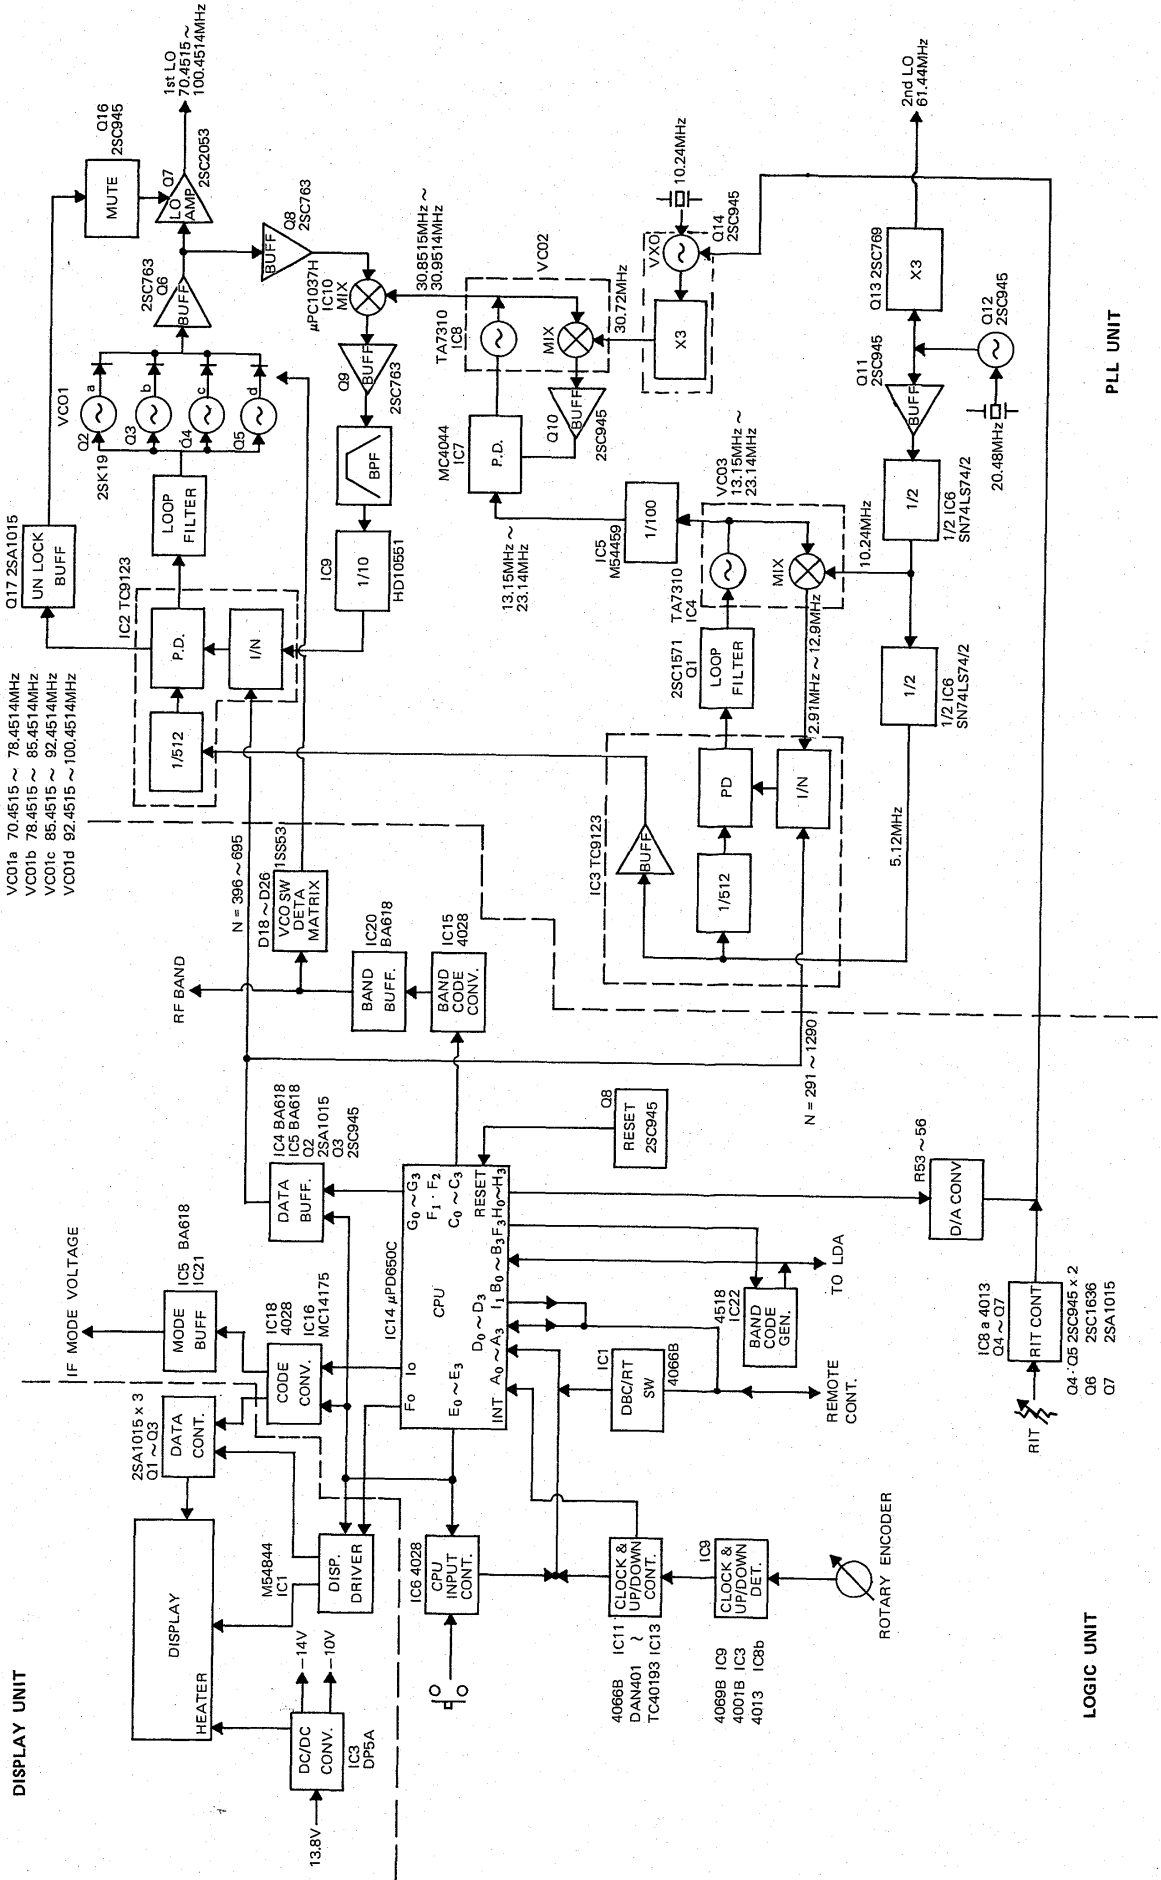 DISPLAY UNIT
DISPLAY
HEATER
13.8V
DC/DC
CONV.
IC3
DP5A
–14V
–10V
M54844
IC1
DISP.
DRIVER
2SA1015 x 3
Q1 ~ Q3
DATA
CONT.
IF MODE VOLTAGE
MODE
BUFF
IC5 BA618
IC21
CODE
CONV.
IC18
4028
IC16
MC14175
IC14 μPD650C
CPU
Fo
Io
G0 ~ G3
F1 · F2
C0 ~ C3
RESET
H0 ~ H3
F3
B0 ~ B3
I1
D0 ~ D3
A0 ~ A3
INT
E0 ~ E3
DATA
BUFF.
IC4 BA618
IC5 BA618
Q2
2SA1015
Q3
2SC945
RESET
2SC945
Q8
IC6 4028
CPU
INPUT
CONT.
CLOCK &
UP/DOWN
CONT.
4066B IC11
DAN401 ~
TC40193 IC13
IC9
CLOCK &
UP/DOWN
DET.
4069B IC9
4001B IC3
4013 IC8b
ROTARY ENCODER
IC1
DBC/RT
SW
4066B
REMOTE
CONT.
4518
IC22
BAND
CODE
GEN.
TO LDA
R53 ~ 56
D/A CONV
IC8 a 4013
Q4 ~ Q7
RIT CONT
RIT
Q4 · Q5 2SC945 x 2
Q6 2SC1636
Q7 2SA1015
LOGIC UNIT
RF BAND
BAND
BUFF.
IC20
BA618
BAND
CODE
CONV.
IC15
4028
VCO SW
DETA
MATRIX
D18 ~ D26 1SS53
N = 396 ~ 695
N = 291 ~ 1290
VC01a 70.4515 ~ 78.4514MHz
VC01b 78.4515 ~ 85.4514MHz
VC01c 85.4515 ~ 92.4514MHz
VC01d 92.4515 ~ 100.4514MHz
Q17 2SA1015
UN LOCK
BUFF
IC2 TC9123
1/512
P.D.
I/N
LOOP
FILTER
VCO1
2SK19
Q2
Q3
Q4
Q5
a
b
c
d
2SC763
Q6
BUFF
Q16
2SC945
MUTE
Q7
LO
AMP
2SC2053
1st LO
70.4515 ~
100.4514MHz
BUFF
Q8
2SC763
μPC1037H
IC10
MIX
30.8515MHz ~
30.9514MHz
Q9
BUFF
2SC763
BPF
IC9
1/10
HD10551
MC4044
IC7
P.D.
13.15MHz ~
23.14MHz
TA7310
IC8
VC02
MIX
Q10
BUFF
2SC945
30.72MHz
X3
VXO
Q14
2SC945
10.24MHz
IC5
M54459
1/100
VC03
13.15MHz ~
23.14MHz
TA7310
IC4
MIX
10.24MHz
2SC1571
Q1
LOOP
FILTER
2.91MHz ~ 12.9MHz
IC3 TC9123
BUFF
1/512
PD
I/N
5.12MHz
1/2
1/2 IC6
SN74LS74/2
1/2
1/2 IC6
SN74LS74/2
Q11
2SC945
BUFF
Q13 2SC769
X3
2nd LO
61.44MHz
Q12
2SC945
20.48MHz
PLL UNIT